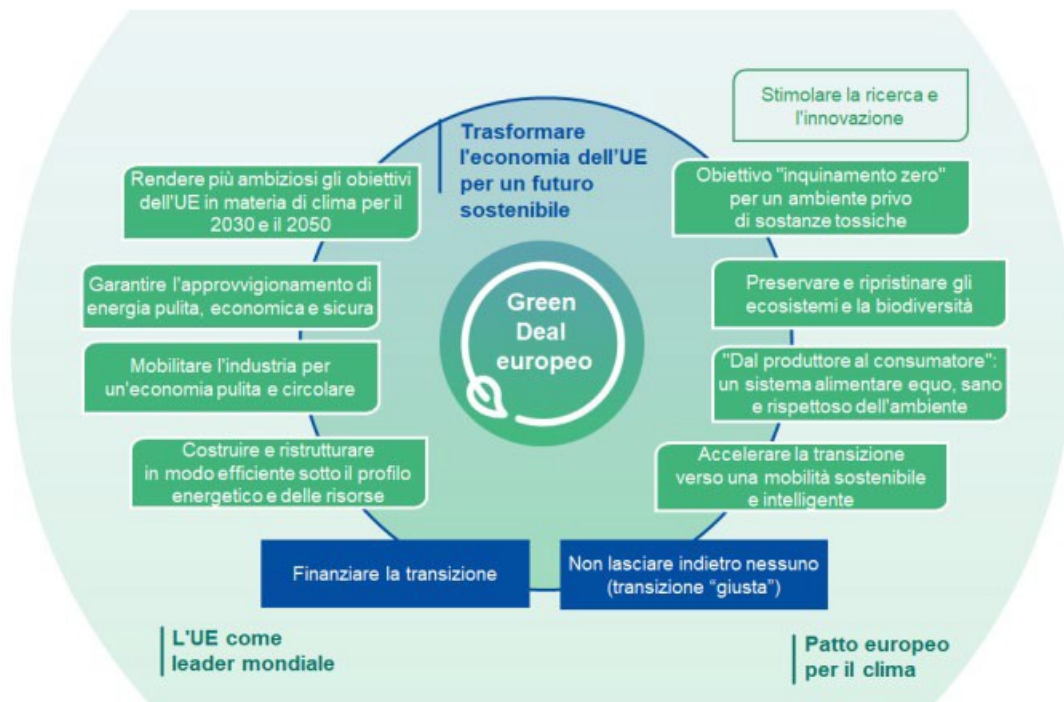 Stimolare la ricerca e
l'innovazione
Trasformare
l'economia dell'UE
per un futuro
sostenibile
Rendere più ambiziosi gli obiettivi
dell'UE in materia di clima per il
2030 e il 2050
Obiettivo "inquinamento zero"
per un ambiente privo
di sostanze tossiche
Garantire l'approvvigionamento di
energia pulita, economica e sicura
Preservare e ripristinare gli
ecosistemi e la biodiversità
Green
Deal
europeo
Mobilitare l'industria per
un'economia pulita e circolare
"Dal produttore al consumatore":
un sistema alimentare equo, sano
e rispettoso dell'ambiente
Costruire e ristrutturare
in modo efficiente sotto il profilo
energetico e delle risorse
Accelerare la transizione
verso una mobilità sostenibile
e intelligente
Finanziare la transizione
Non lasciare indietro nessuno
(transizione “giusta”)
L'UE come
leader mondiale
Patto europeo
per il clima